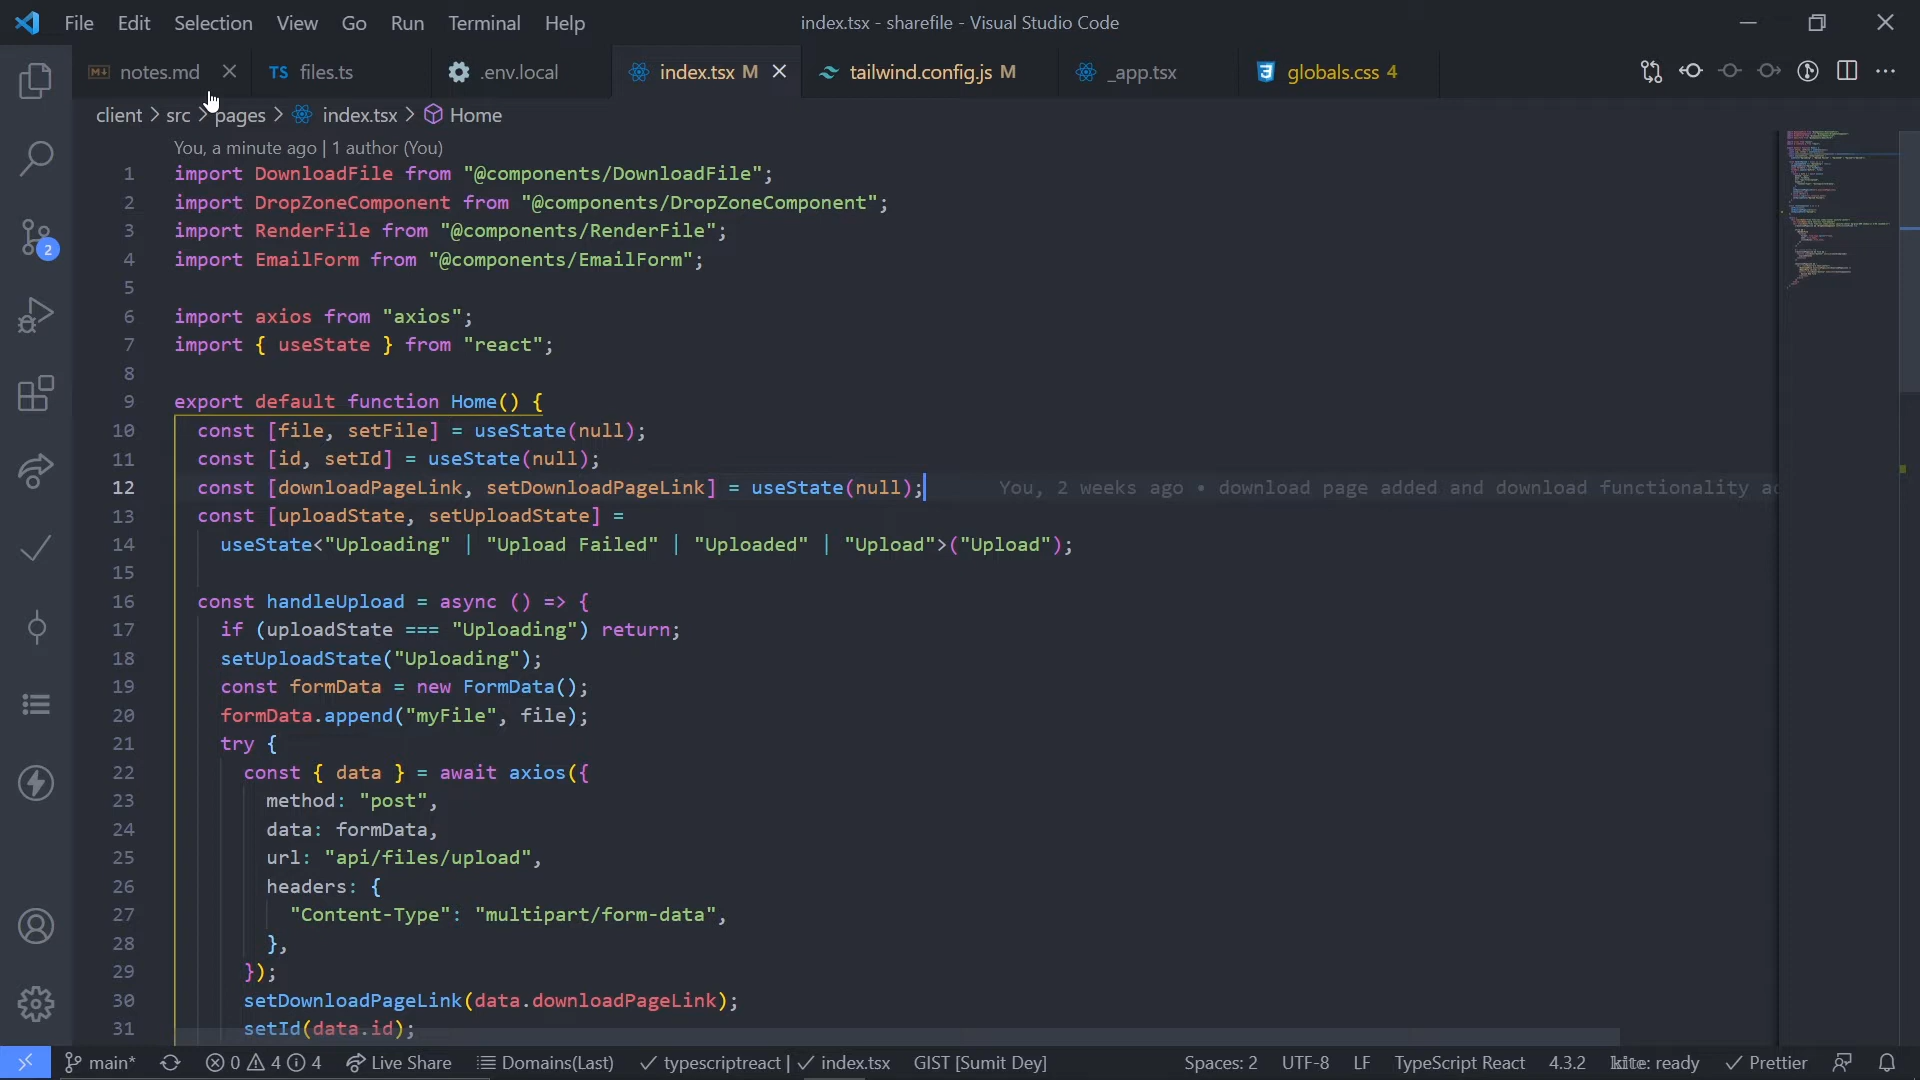 File Edit Selection View Go Run Terminal Help index.tsx - sharefile - Visual Studio Code
notes.md TS files.ts .env.local index.tsx M tailwind.config.js M _app.tsx globals.css 4
client > src > pages > index.tsx > Home
You, a minute ago | 1 author (You)
1 import DownloadFile from "@components/DownloadFile";
2 import DropZoneComponent from "@components/DropZoneComponent";
3 import RenderFile from "@components/RenderFile";
4 import EmailForm from "@components/EmailForm";
5
6 import axios from "axios";
7 import { useState } from "react";
8
9 export default function Home() {
10 const [file, setFile] = useState(null);
11 const [id, setId] = useState(null);
12 const [downloadPageLink, setDownloadPageLink] = useState(null); You, 2 weeks ago • download page added and download functionality ac
13 const [uploadState, setUploadState] =
14 useState<"Uploading" | "Upload Failed" | "Uploaded" | "Upload">("Upload");
15
16 const handleUpload = async () => {
17 if (uploadState === "Uploading") return;
18 setUploadState("Uploading");
19 const formData = new FormData();
20 formData.append("myFile", file);
21 try {
22 const { data } = await axios({
23 method: "post",
24 data: formData,
25 url: "api/files/upload",
26 headers: {
27 "Content-Type": "multipart/form-data",
28 },
29 });
30 setDownloadPageLink(data.downloadPageLink);
31 setId(data.id);
2
main* 0 4 4 Live Share Domains(Last) typescriptreact | index.tsx GIST [Sumit Dey] Spaces: 2 UTF-8 LF TypeScript React 4.3.2 kite: ready Prettier